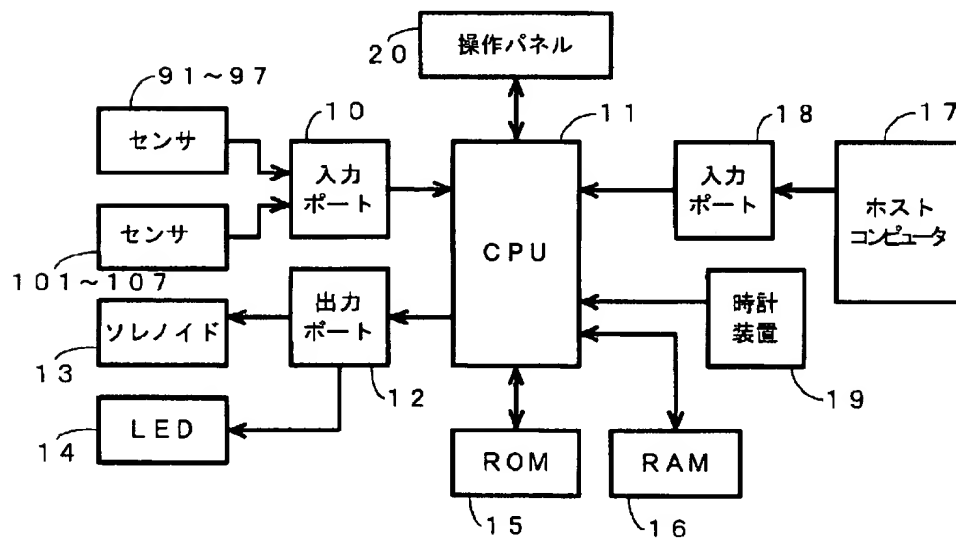 20
操作パネル
91~97
センサ
10
入力
ポート
11
CPU
18
入力
ポート
17
ホスト
コンピュータ
センサ
101~107
ソレノイド
13
出力
ポート
12
時計
装置
19
LED
14
ROM
15
RAM
16